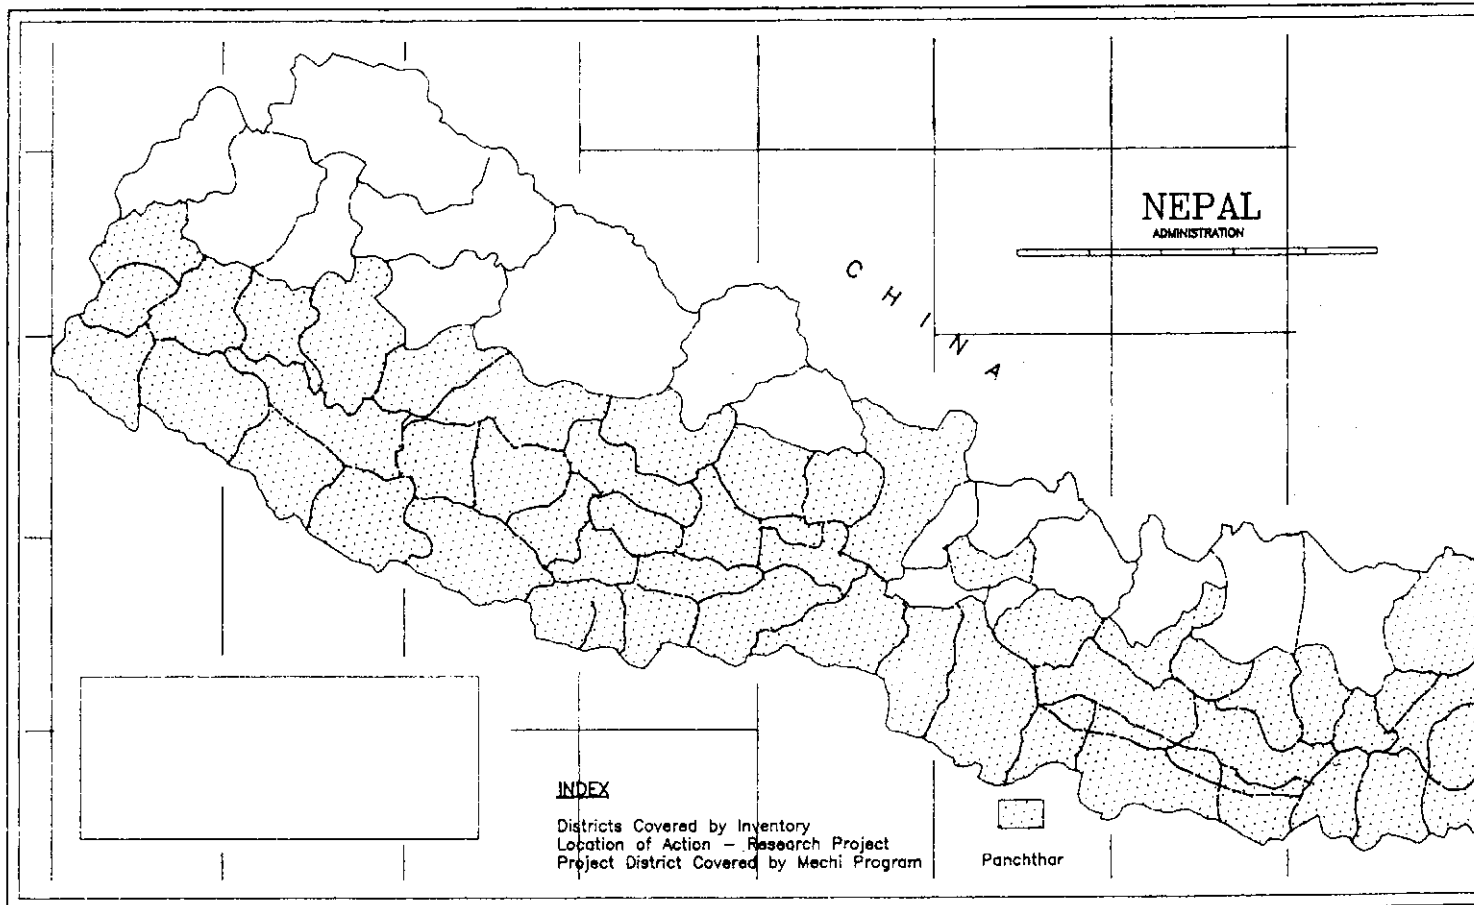 NEPAL
ADMINISTRATION
CHINA
INDEX
Districts Covered by Inventory
Location of Action – Research Project
Project District Covered by Mechi Program
Panchthar